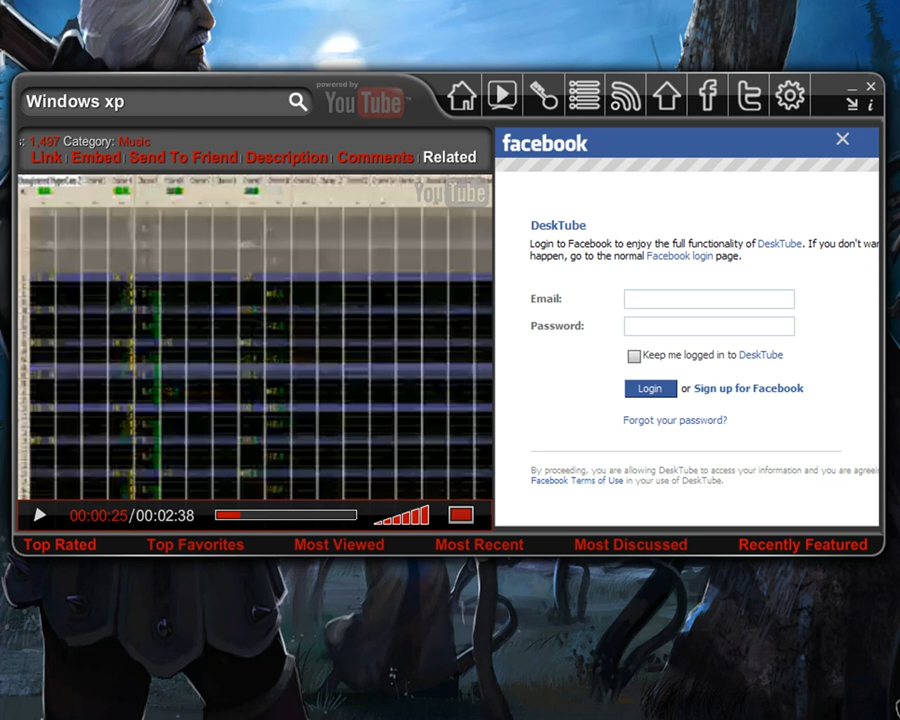 Windows xp
powered by
YouTube™
: 1,497 Category: Music
Link Embed Send To Friend Description Comments Related
YouTube
00:00:25/00:02:38
facebook
DeskTube
Login to Facebook to enjoy the full functionality of DeskTube. If you don't wan
happen, go to the normal Facebook login page.
Email:
Password:
Keep me logged in to DeskTube
Login or Sign up for Facebook
Forgot your password?
By proceeding, you are allowing DeskTube to access your information and you are agreein
Facebook Terms of Use in your use of DeskTube.
Top Rated Top Favorites Most Viewed Most Recent Most Discussed Recently Featured